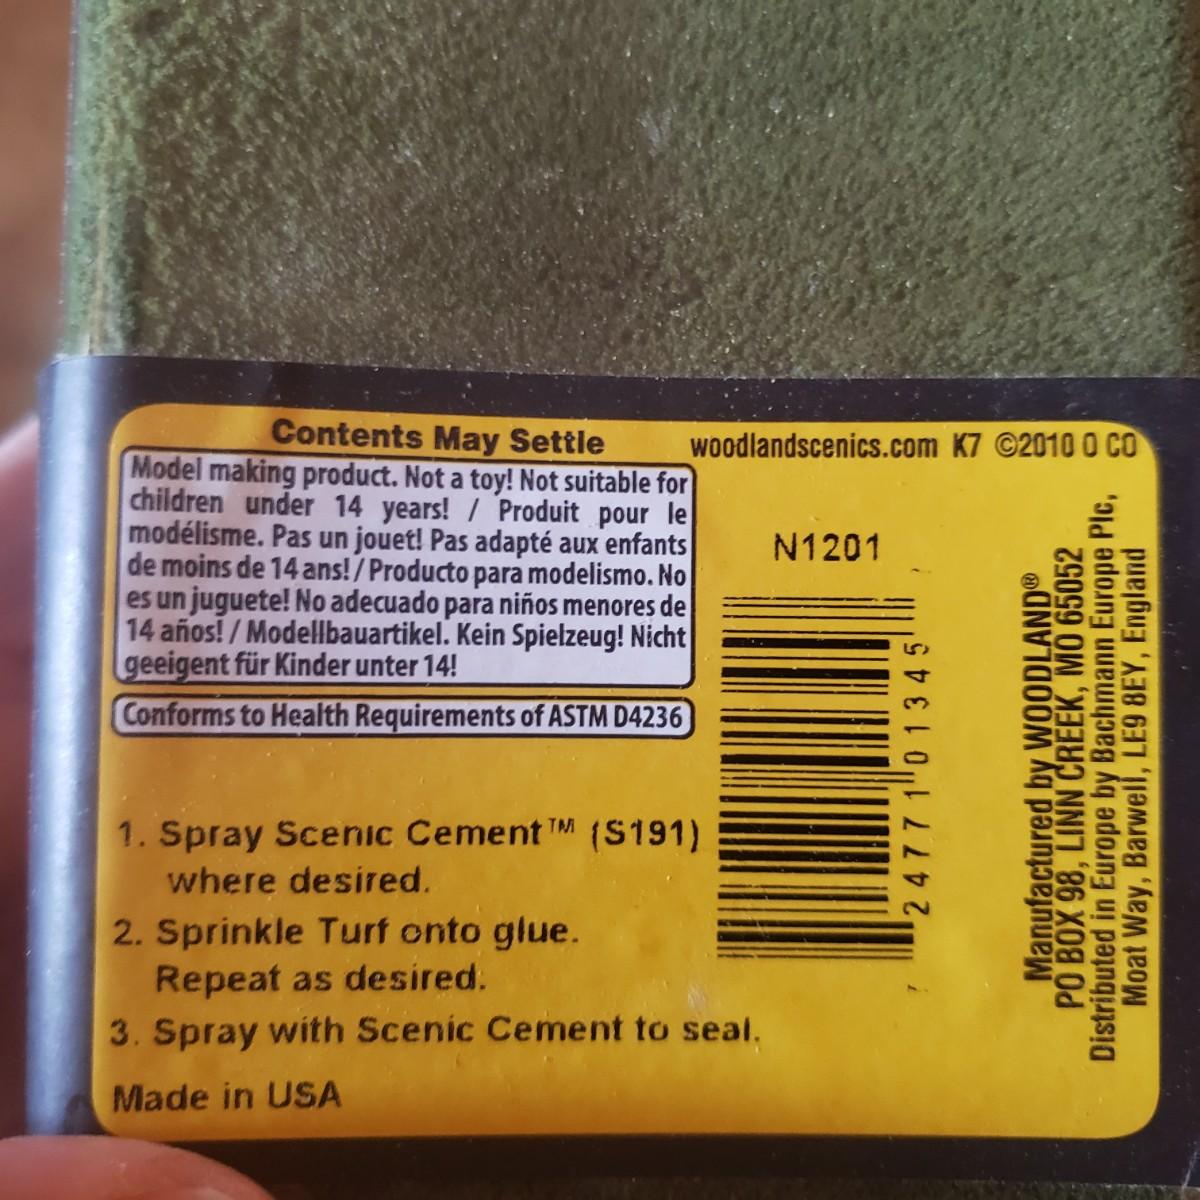 Contents May Settle
woodlandscenics.com K7 ©2010 O CO
Model making product. Not a toy! Not suitable for
children under 14 years! / Produit pour le
modélisme. Pas un jouet! Pas adapté aux enfants
de moins de 14 ans! / Producto para modelismo. No
es un juguete! No adecuado para niños menores de
14 años! / Modellbauartikel. Kein Spielzeug! Nicht
geeignet für Kinder unter 14!
Conforms to Health Requirements of ASTM D4236
1. Spray Scenic Cement™ (S191)
where desired.
2. Sprinkle Turf onto glue.
Repeat as desired.
3. Spray with Scenic Cement to seal.
Made in USA
N1201
24771 01345
Manufactured by WOODLAND®
PO BOX 98, LINN CREEK, MO 65052
Distributed in Europe by Bachmann Europe Plc,
Moat Way, Barwell, LE9 8EY, England